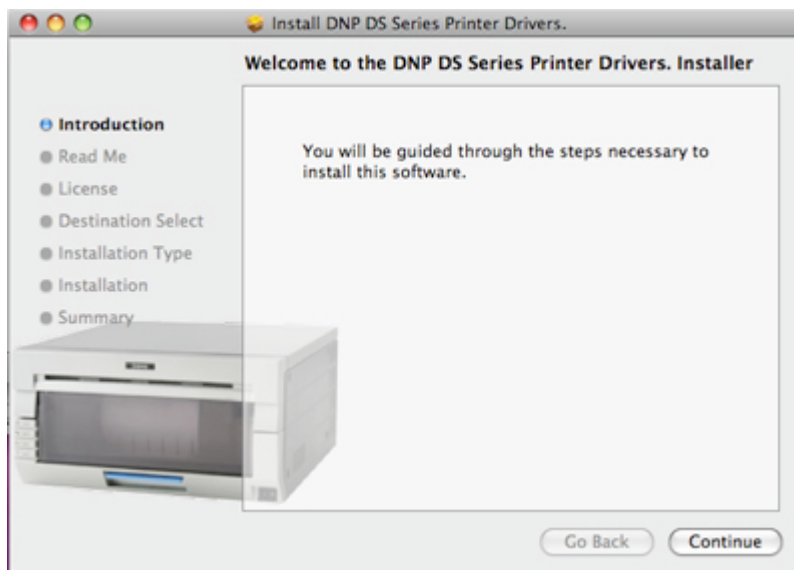 Install DNP DS Series Printer Drivers.
Welcome to the DNP DS Series Printer Drivers. Installer
Introduction
Read Me
License
Destination Select
Installation Type
Installation
Summary
You will be guided through the steps necessary to
install this software.
Go Back
Continue